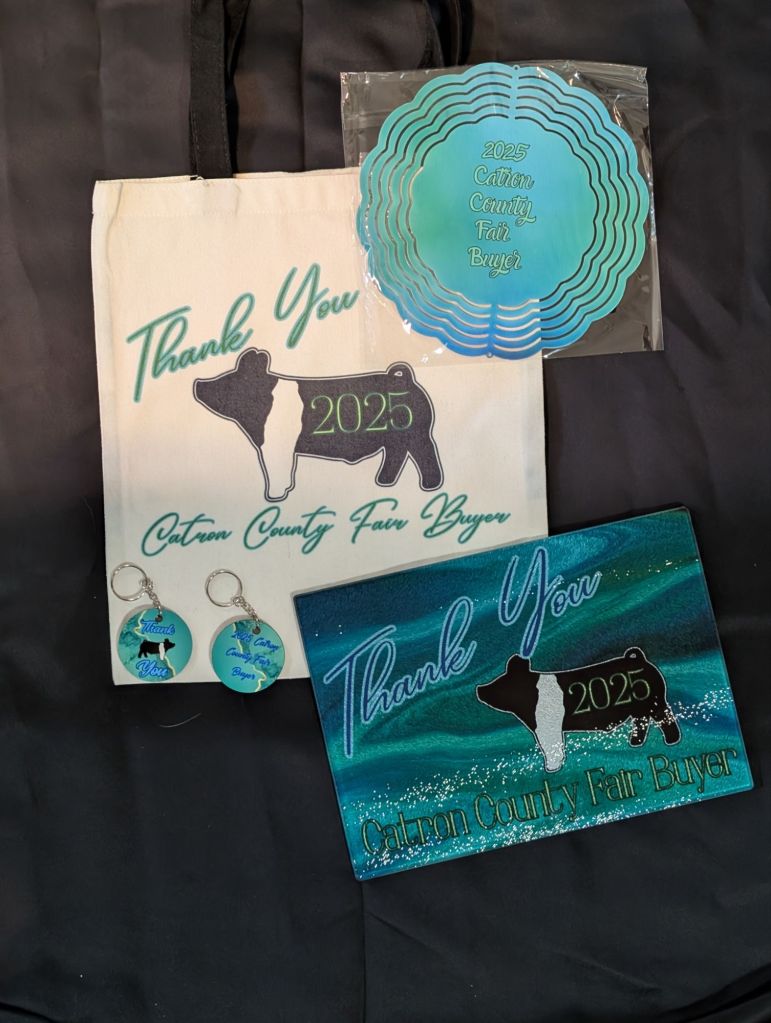 2025
Catron
County
Fair
Buyer
Thank You
2025
Catron County Fair Buyer
Thank
You
2025 Catron
County Fair
Buyer
Thank You
2025
Catron County Fair Buyer